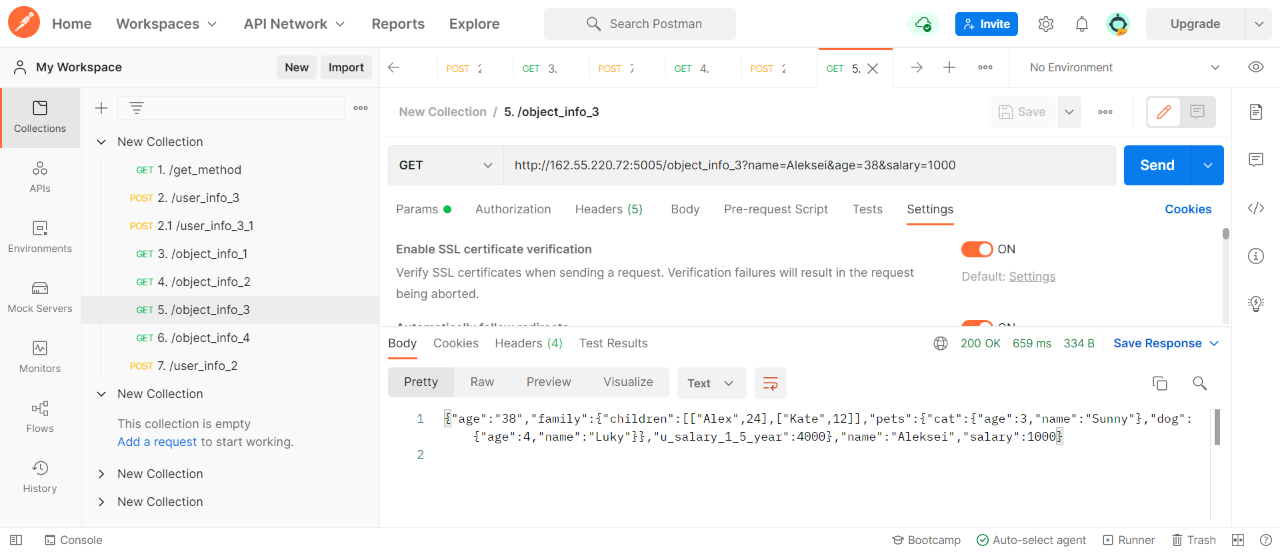 Home Workspaces API Network Reports Explore Search Postman Invite Upgrade
My Workspace New Import POST GET 3. POST GET 4. POST GET 5. No Environment
New Collection / 5. /object_info_3 Save
Collections
APIs
Environments
Mock Servers
Monitors
Flows
History
New Collection
GET 1. /get_method
POST 2. /user_info_3
POST 2.1 /user_info_3_1
GET 3. /object_info_1
GET 4. /object_info_2
GET 5. /object_info_3
GET 6. /object_info_4
POST 7. /user_info_2
New Collection
This collection is empty
Add a request to start working.
New Collection
New Collection
GET http://162.55.220.72:5005/object_info_3?name=Aleksei&age=38&salary=1000 Send
Params Authorization Headers (5) Body Pre-request Script Tests Settings Cookies
Enable SSL certificate verification ON
Verify SSL certificates when sending a request. Verification failures will result in the request
being aborted.
Default: Settings
Automatically follow redirects ON
Body Cookies Headers (4) Test Results 200 OK 659 ms 334 B Save Response
Pretty Raw Preview Visualize Text
1 {"age":"38","family":{"children":[["Alex",24],["Kate",12]],"pets":{"cat":{"age":3,"name":"Sunny"},"dog":
{"age":4,"name":"Luky"}},"u_salary_1_5_year":4000},"name":"Aleksei","salary":1000}
2
Console Bootcamp Auto-select agent Runner Trash